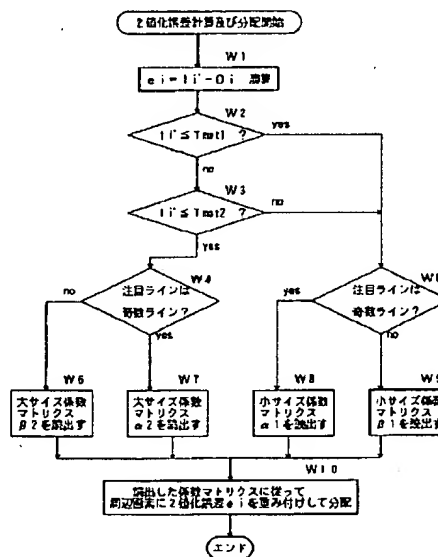 2値化誤差計算及び分配開始
W1
ei=Ii'-Oi 演算
W2
Ii'≦Tmat1 ?
yes
no
W3
Ii'≦Tmat2 ?
no
yes
W4
注目ラインは
奇数ライン?
no
yes
注目ラインは
奇数ライン?
yes
no
W6
大サイズ係数
マトリクス
β2を読出す
W7
大サイズ係数
マトリクス
α2を読出す
W8
小サイズ係数
マトリクス
α1を読出す
W9
小サイズ係数
マトリクス
β1を読出す
W10
読出した係数マトリクスに従って
周辺画素に2値化誤差eiを重み付けして分配
エンド